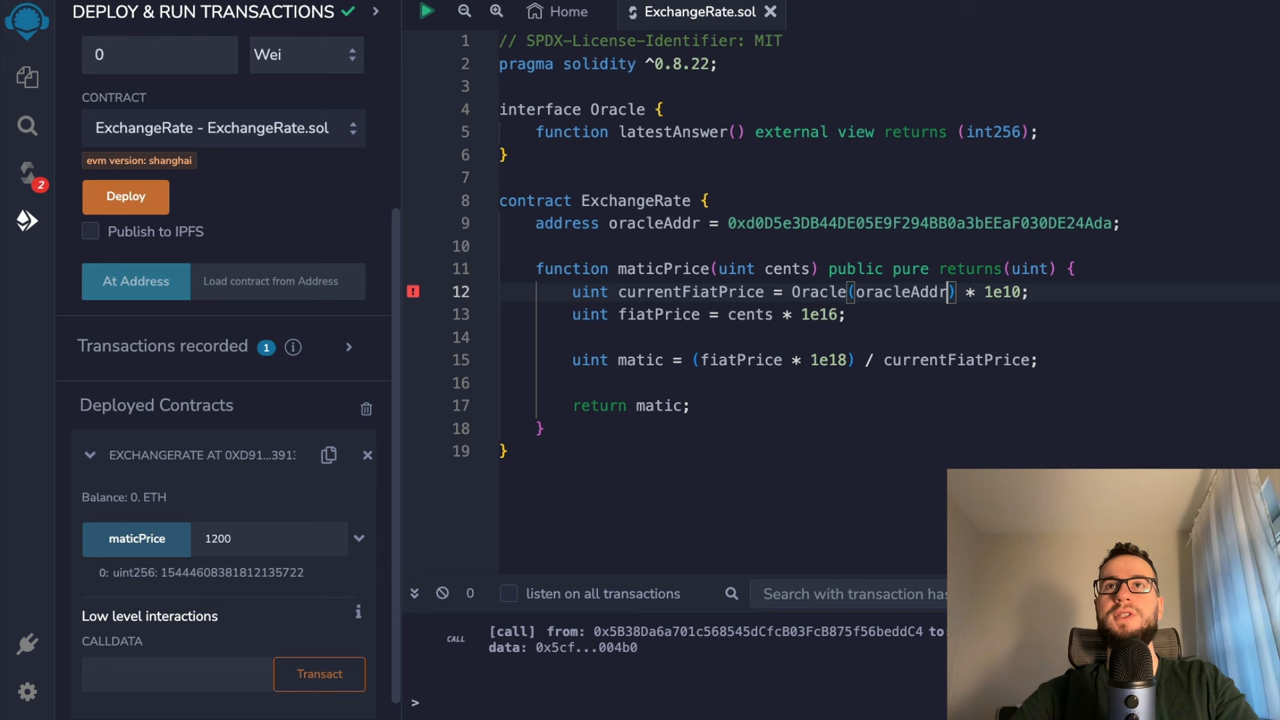 DEPLOY & RUN TRANSACTIONS
0
Wei
CONTRACT
ExchangeRate - ExchangeRate.sol
evm version: shanghai
2
Deploy
Publish to IPFS
At Address
Load contract from Address
Transactions recorded
1
Deployed Contracts
EXCHANGERATE AT 0XD91...3913
Balance: 0. ETH
maticPrice
1200
0: uint256: 15444608381812135722
Low level interactions
CALLDATA
Transact
Home
ExchangeRate.sol
1 // SPDX-License-Identifier: MIT
2 pragma solidity ^0.8.22;
3
4 interface Oracle {
5 function latestAnswer() external view returns (int256);
6 }
7
8 contract ExchangeRate {
9 address oracleAddr = 0xd0D5e3DB44DE05E9F294BB0a3bEEaF030DE24Ada;
10
11 function maticPrice(uint cents) public pure returns(uint) {
12 uint currentFiatPrice = Oracle(oracleAddr) * 1e10;
13 uint fiatPrice = cents * 1e16;
14
15 uint matic = (fiatPrice * 1e18) / currentFiatPrice;
16
17 return matic;
18 }
19 }
0
listen on all transactions
Search with transaction has
CALL
[call] from: 0x5B38Da6a701c568545dCfcB03FcB875f56beddC4 to:
data: 0x5cf...004b0
>